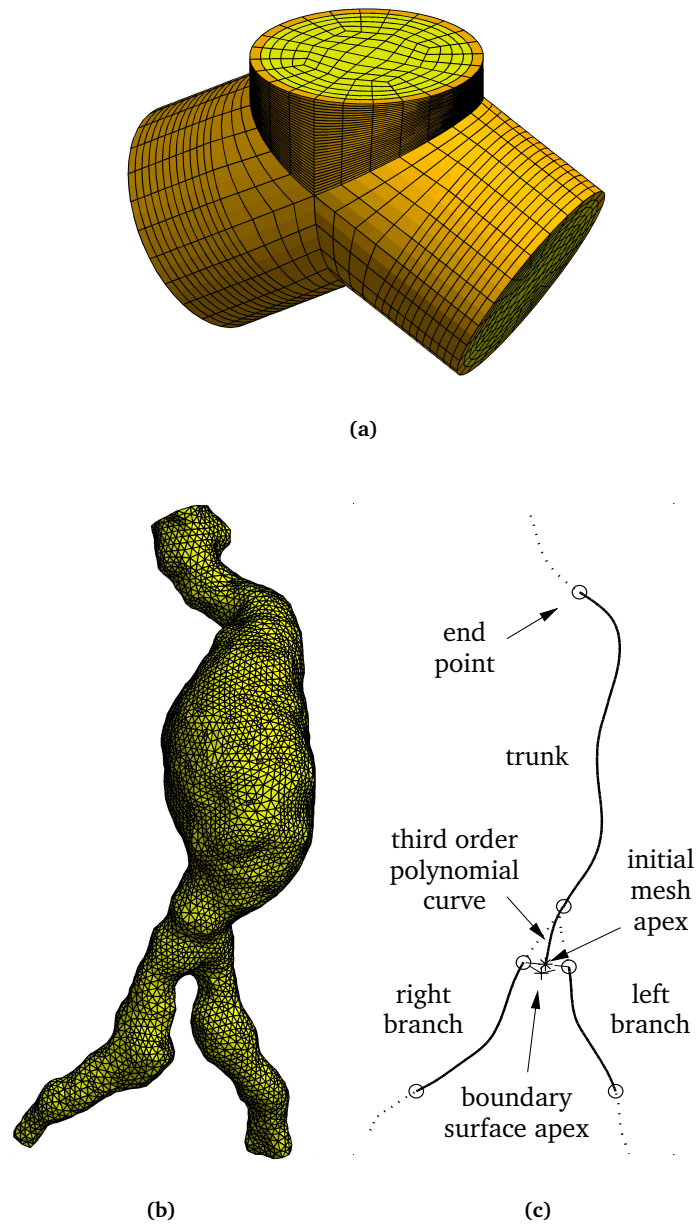 (a)
end
point
trunk
third order
polynomial
curve
initial
mesh
apex
right
branch
left
branch
boundary
surface apex
(b)
(c)